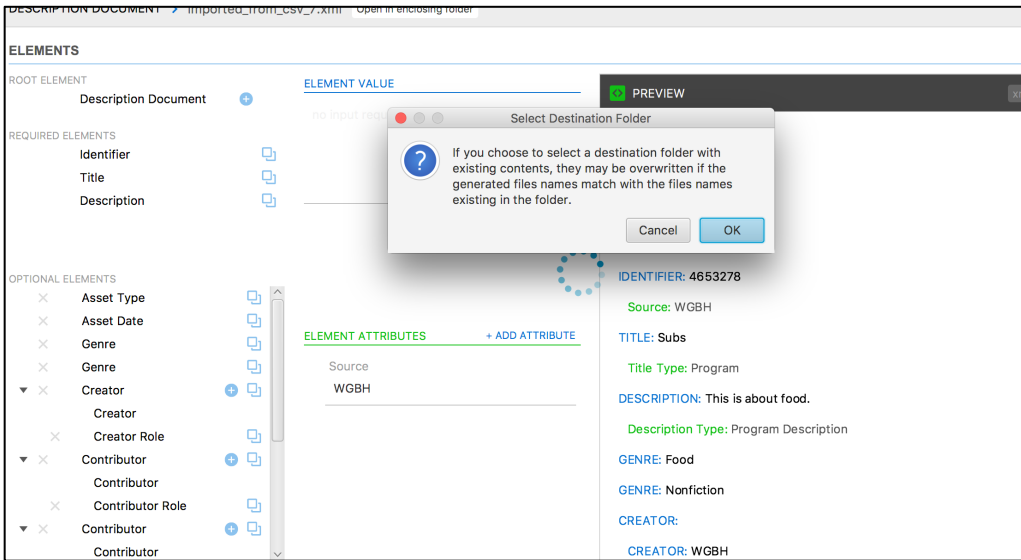 DESCRIPTION DOCUMENT > imported_from_csv_7.xml Open in enclosing folder
ELEMENTS
ROOT ELEMENT
Description Document
REQUIRED ELEMENTS
Identifier
Title
Description
OPTIONAL ELEMENTS
Asset Type
Asset Date
Genre
Genre
Creator
Creator
Creator Role
Contributor
Contributor
Contributor Role
Contributor
Contributor
ELEMENT VALUE
no input requ
ELEMENT ATTRIBUTES + ADD ATTRIBUTE
Source
WGBH
Select Destination Folder
If you choose to select a destination folder with
existing contents, they may be overwritten if the
generated files names match with the files names
existing in the folder.
Cancel OK
PREVIEW
IDENTIFIER: 4653278
Source: WGBH
TITLE: Subs
Title Type: Program
DESCRIPTION: This is about food.
Description Type: Program Description
GENRE: Food
GENRE: Nonfiction
CREATOR:
CREATOR: WGBH